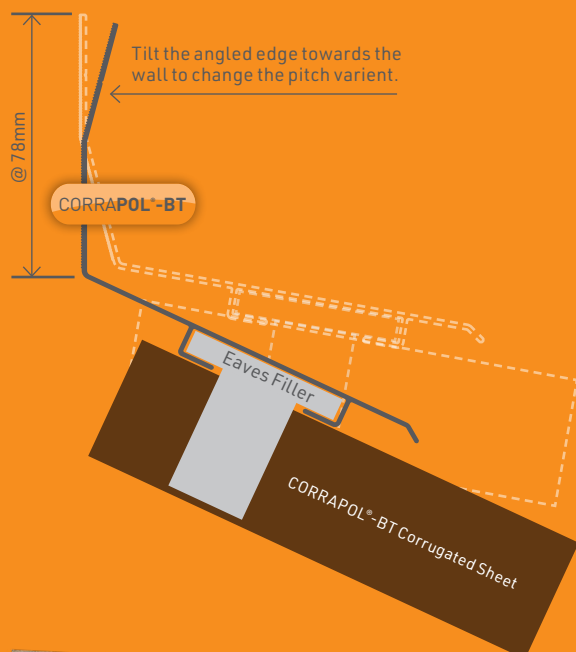 Tilt the angled edge towards the
wall to change the pitch varient.
@ 78mm
CORRAPOL®-BT
Eaves Filler
CORRAPOL®-BT Corrugated Sheet